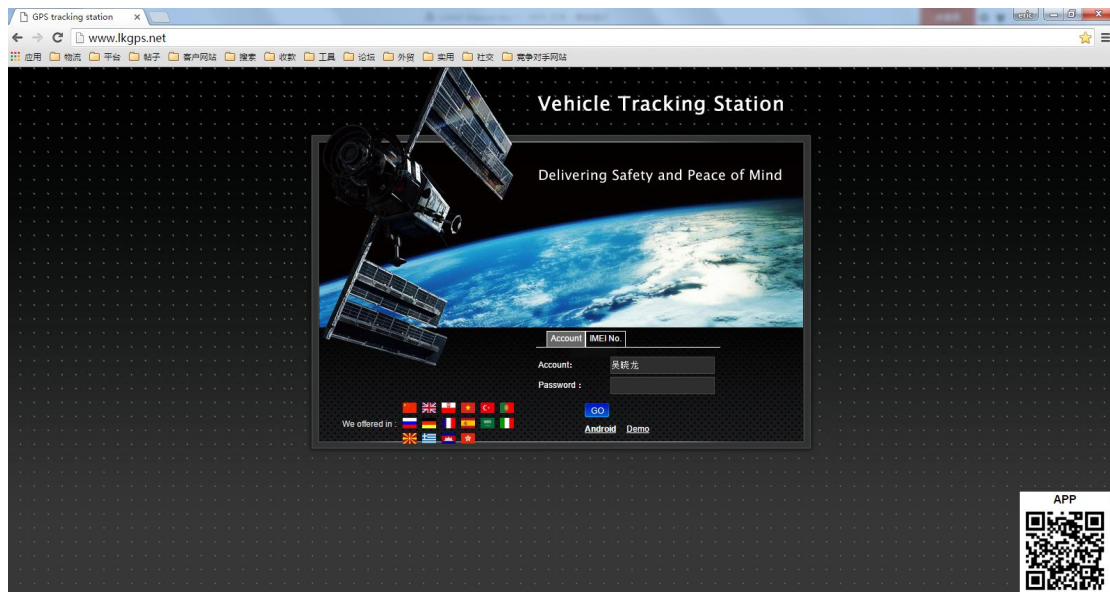 GPS tracking station
eric
www.lkgps.net
应用 物流 平台 帖子 客户网站 搜索 收款 工具 论坛 外贸 实用 社交 竞争对手网站
Vehicle Tracking Station
Delivering Safety and Peace of Mind
Account IMEI No.
Account: 吴晓龙
Password :
GO
We offered in :
Android Demo
APP